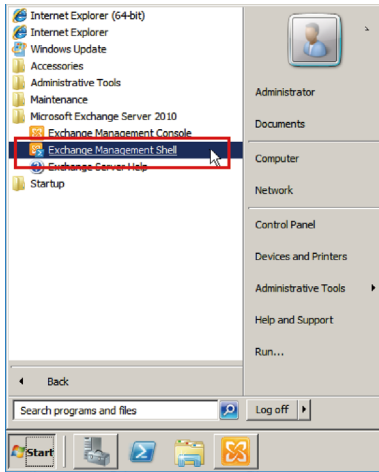 Internet Explorer (64-bit)
Internet Explorer
Windows Update
Accessories
Administrative Tools
Maintenance
Microsoft Exchange Server 2010
Exchange Management Console
Exchange Management Shell
Exchange Server Help
Startup
Back
Search programs and files
Administrator
Documents
Computer
Network
Control Panel
Devices and Printers
Administrative Tools
Help and Support
Run...
Log off
Start